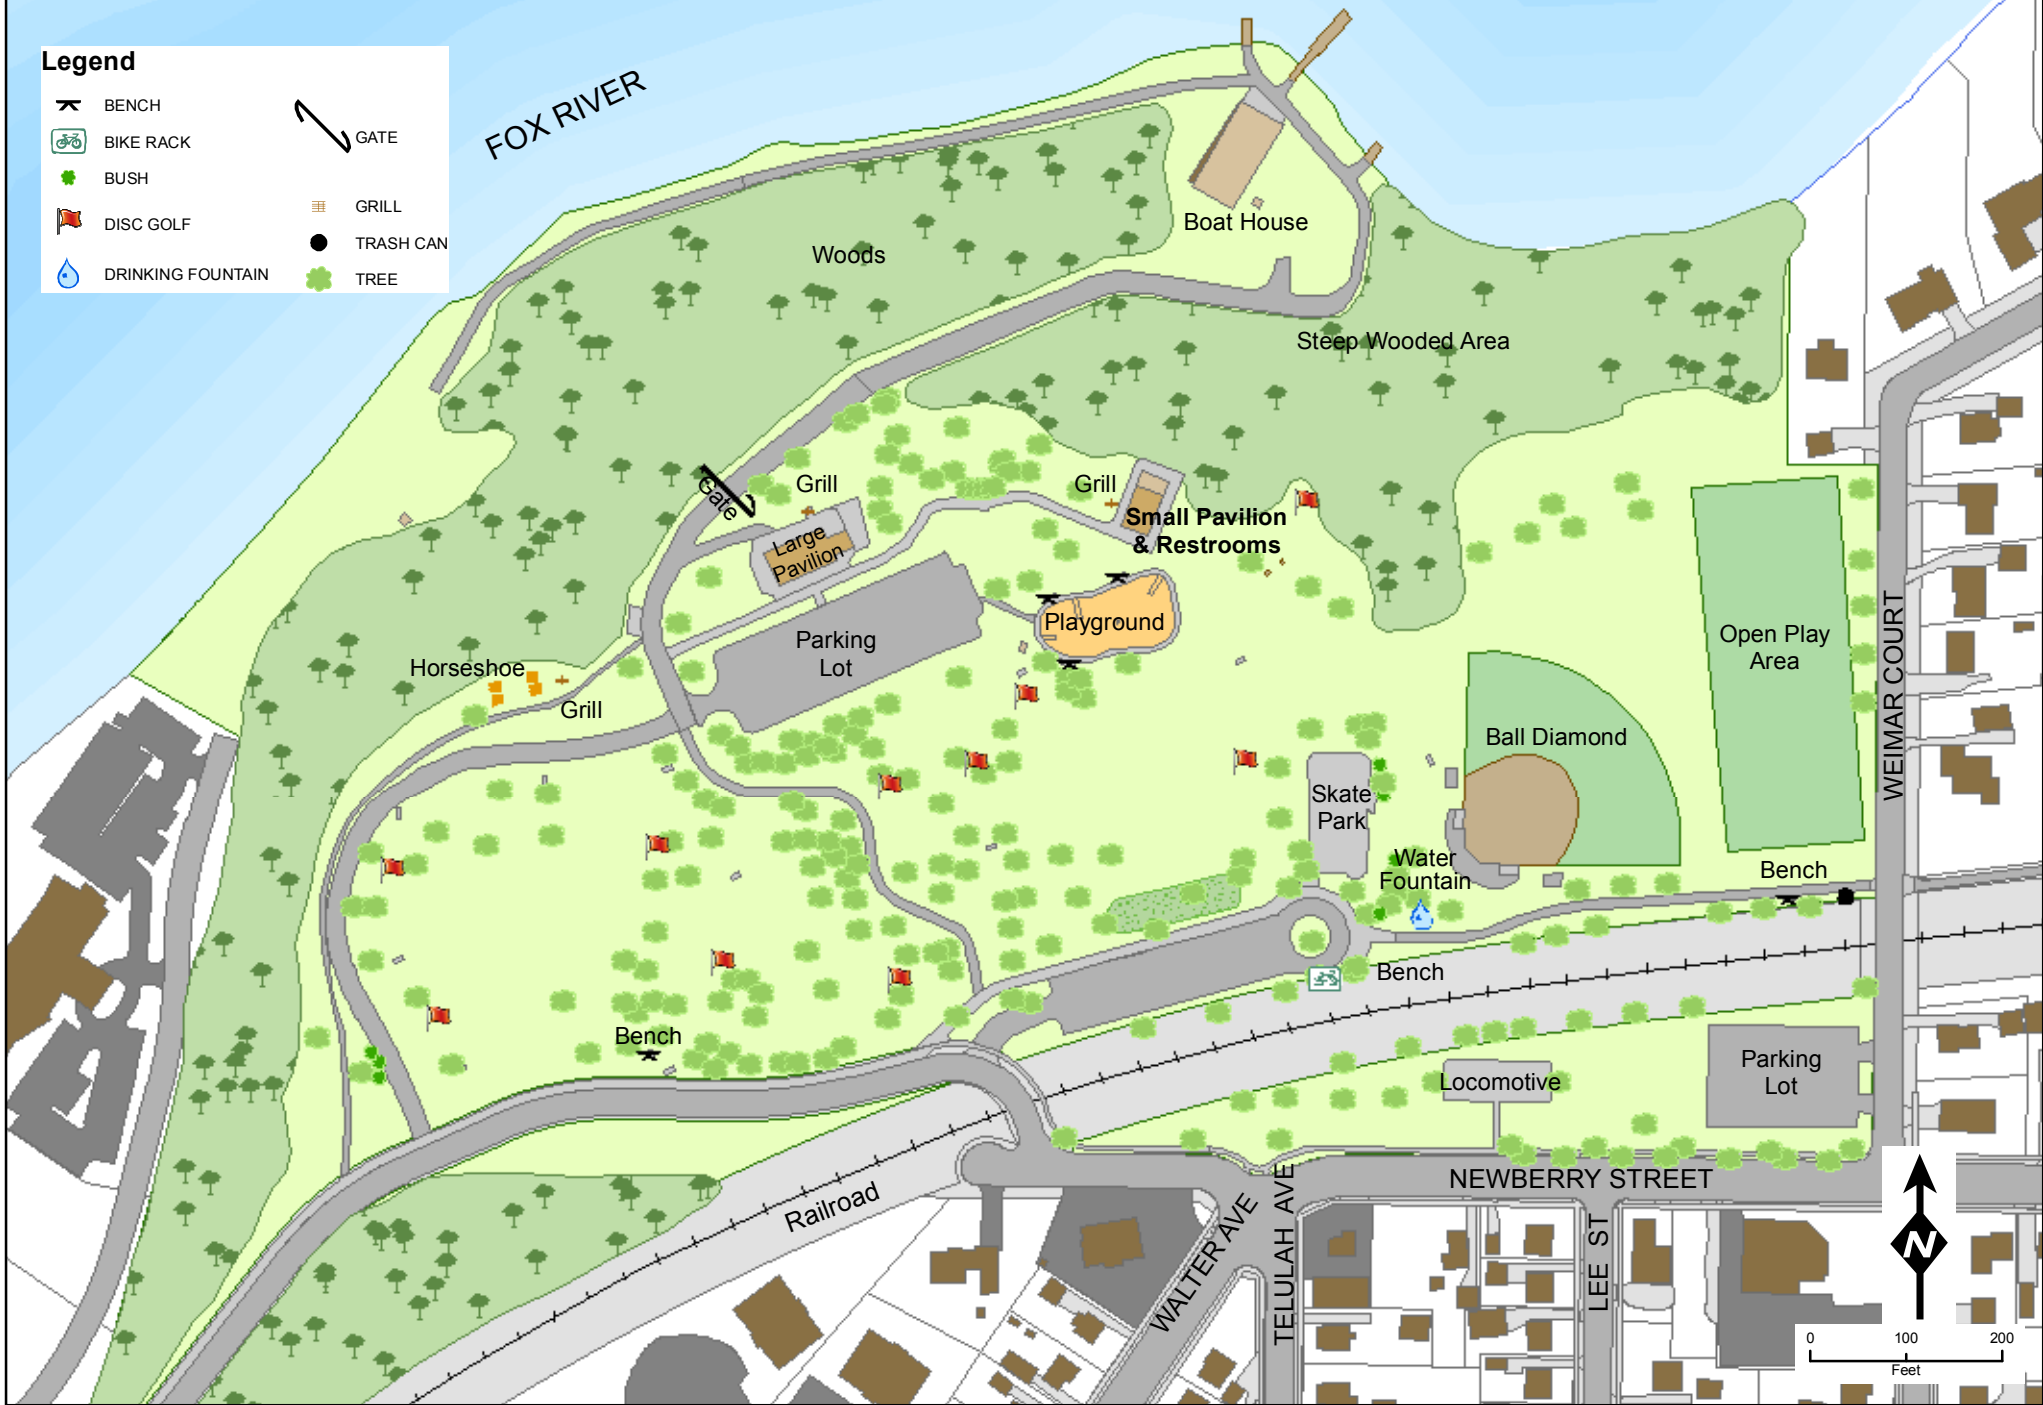 Legend
BENCH
BIKE RACK
BUSH
DISC GOLF
DRINKING FOUNTAIN
GATE
GRILL
TRASH CAN
TREE
FOX RIVER
Boat House
Woods
Steep Wooded Area
Gate
Grill
Grill
Small Pavilion
& Restrooms
Large
Pavilion
Playground
Parking
Lot
Open Play
Area
Horseshoe
Grill
WEIMAR COURT
Ball Diamond
Skate
Park
Water
Fountain
Bench
Bench
Bench
Locomotive
Parking
Lot
Railroad
NEWBERRY STREET
WALTER AVE
TELULAH AVE
LEE ST
N
0 100 200
Feet